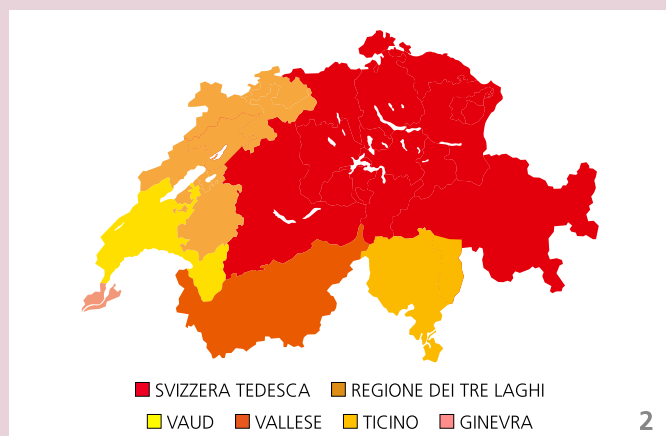 SVIZZERA TEDESCA REGIONE DEI TRE LAGHI
VAUD VALLESE TICINO GINEVRA
2